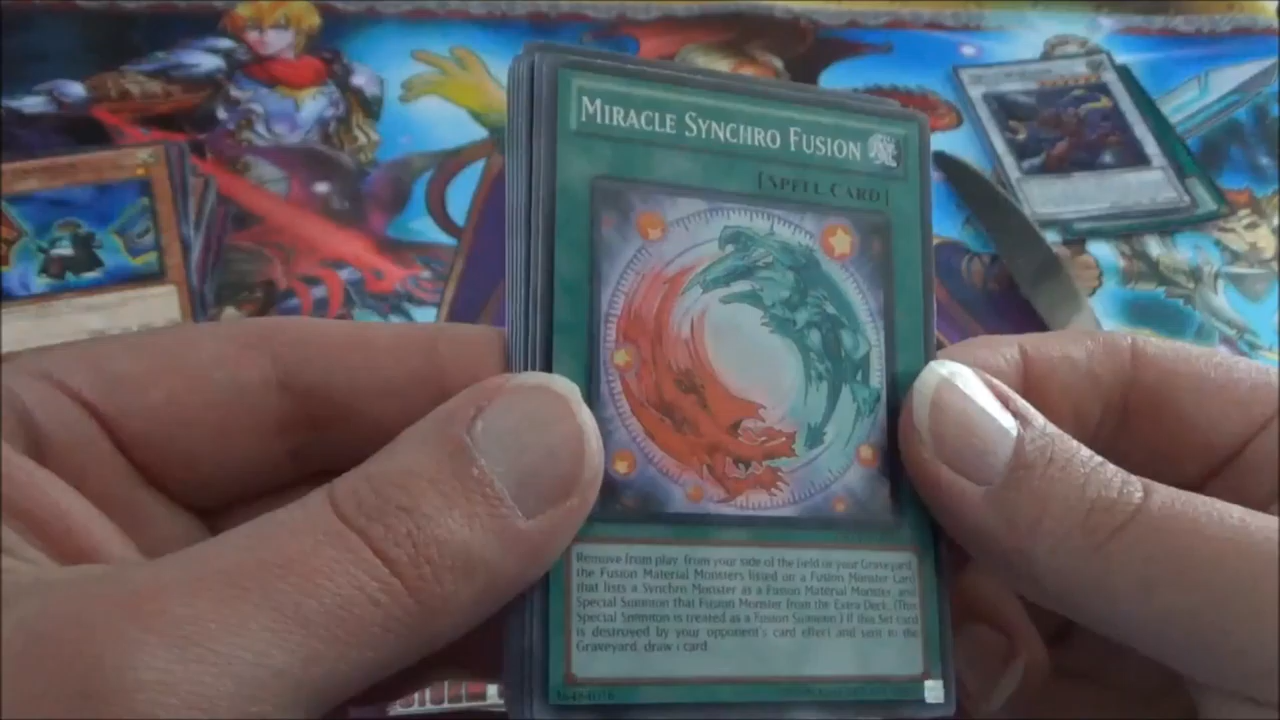 MIRACLE SYNCHRO FUSION
[SPELL CARD]
Remove from play, from your side of the field or your Graveyard,
the Fusion Material Monsters listed on a Fusion Monster Card
that lists a Synchro Monster as a Fusion Material Monster, and
Special Summon that Fusion Monster from the Extra Deck. (This
Special Summon is treated as a Fusion Summon.) If this Set card
is destroyed by your opponent's card effect and sent to the
Graveyard, draw 1 card.